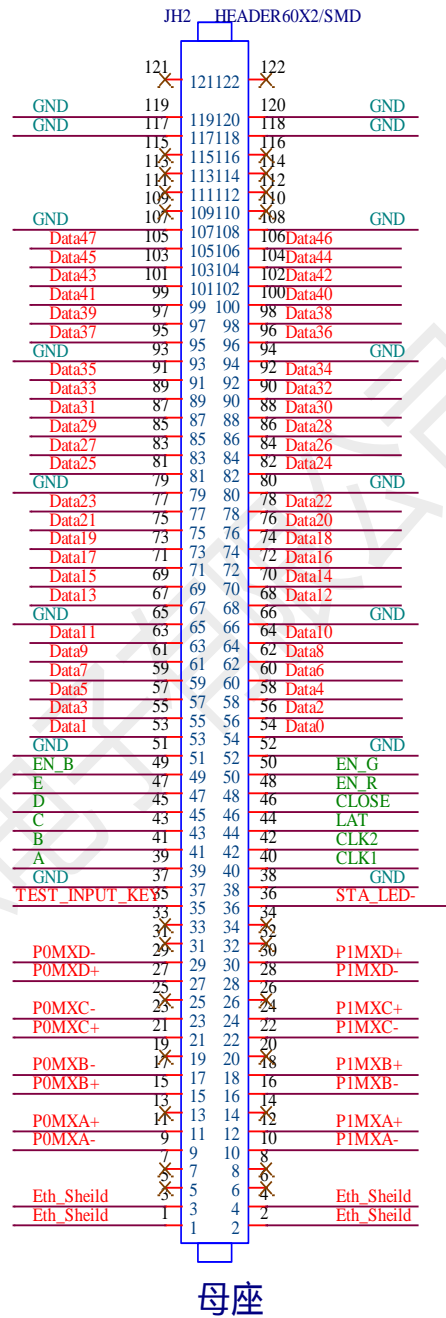 JH2 HEADER60X2/SMD
121 121122 122
GND 119 119120 120 GND
GND 117 117118 118 GND
115 115116 116
113 113114 114
111 111112 112
109 109110 110
GND 107 107108 108 GND
Data47 105 105106 106 Data46
Data45 103 103104 104 Data44
Data43 101 101102 102 Data42
Data41 99 99 100 100 Data40
Data39 97 97 98 98 Data38
Data37 95 95 96 96 Data36
GND 93 93 94 94 GND
Data35 91 91 92 92 Data34
Data33 89 89 90 90 Data32
Data31 87 87 88 88 Data30
Data29 85 85 86 86 Data28
Data27 83 83 84 84 Data26
Data25 81 81 82 82 Data24
GND 79 79 80 80 GND
Data23 77 77 78 78 Data22
Data21 75 75 76 76 Data20
Data19 73 73 74 74 Data18
Data17 71 71 72 72 Data16
Data15 69 69 70 70 Data14
Data13 67 67 68 68 Data12
GND 65 65 66 66 GND
Data11 63 63 64 64 Data10
Data9 61 61 62 62 Data8
Data7 59 59 60 60 Data6
Data5 57 57 58 58 Data4
Data3 55 55 56 56 Data2
Data1 53 53 54 54 Data0
GND 51 51 52 52 GND
EN_B 49 49 50 50 EN_G
E 47 47 48 48 EN_R
D 45 45 46 46 CLOSE
C 43 43 44 44 LAT
B 41 41 42 42 CLK2
A 39 39 40 40 CLK1
GND 37 37 38 38 GND
TEST_INPUT_KEY 35 35 36 36 STA_LED-
33 33 34 34
31 31 32 32
P0MXD- 29 29 30 30 P1MXD+
P0MXD+ 27 27 28 28 P1MXD-
25 25 26 26
P0MXC- 23 23 24 24 P1MXC+
P0MXC+ 21 21 22 22 P1MXC-
19 19 20 20
P0MXB- 17 17 18 18 P1MXB+
P0MXB+ 15 15 16 16 P1MXB-
13 13 14 14
P0MXA+ 11 11 12 12 P1MXA+
P0MXA- 9 9 10 10 P1MXA-
7 7 8 8
5 5 6 6
Eth_Sheild 3 3 4 4 Eth_Sheild
Eth_Sheild 1 1 2 2 Eth_Sheild
母座